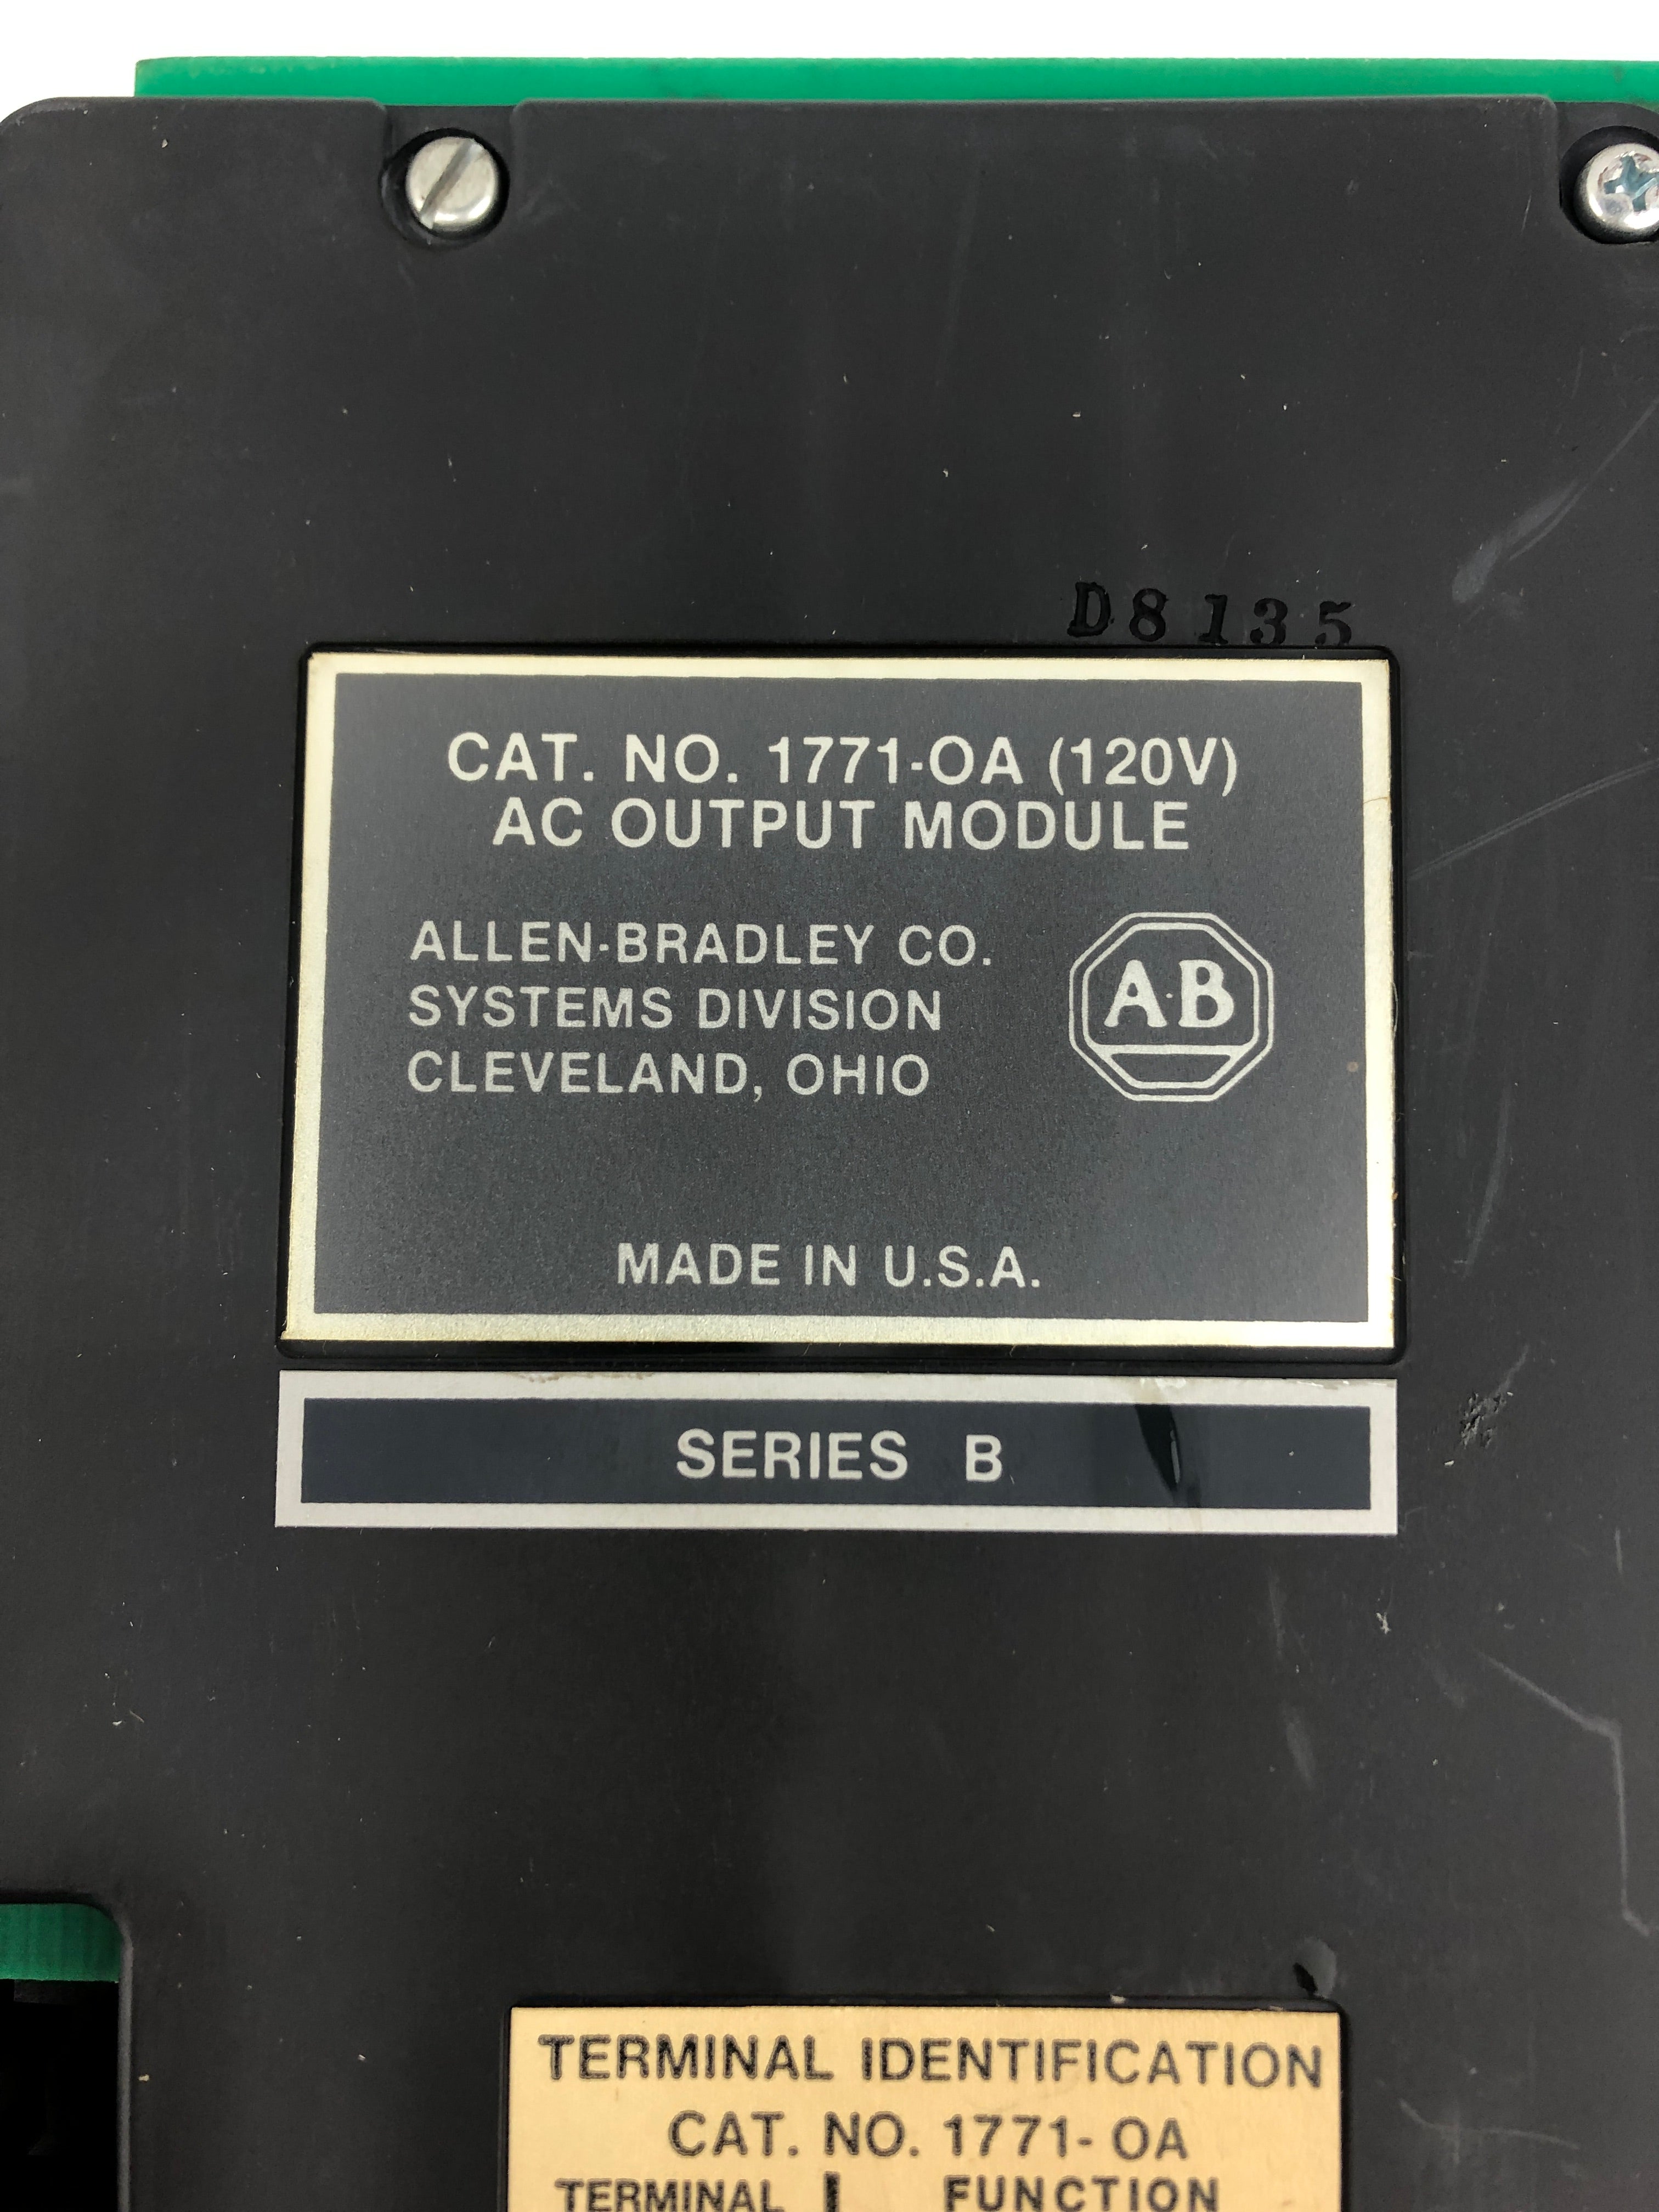 D8135
CAT. NO. 1771-OA (120V)
AC OUTPUT MODULE
ALLEN-BRADLEY CO.
SYSTEMS DIVISION
CLEVELAND, OHIO
A·B
MADE IN U.S.A.
SERIES B
TERMINAL IDENTIFICATION
CAT. NO. 1771-OA
TERMINAL FUNCTION